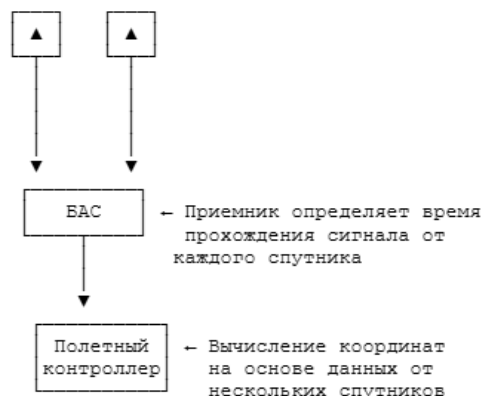 БАС ← Приемник определяет время
прохождения сигнала от
каждого спутника
Полетный ← Вычисление координат
контроллер на основе данных от
нескольких спутников